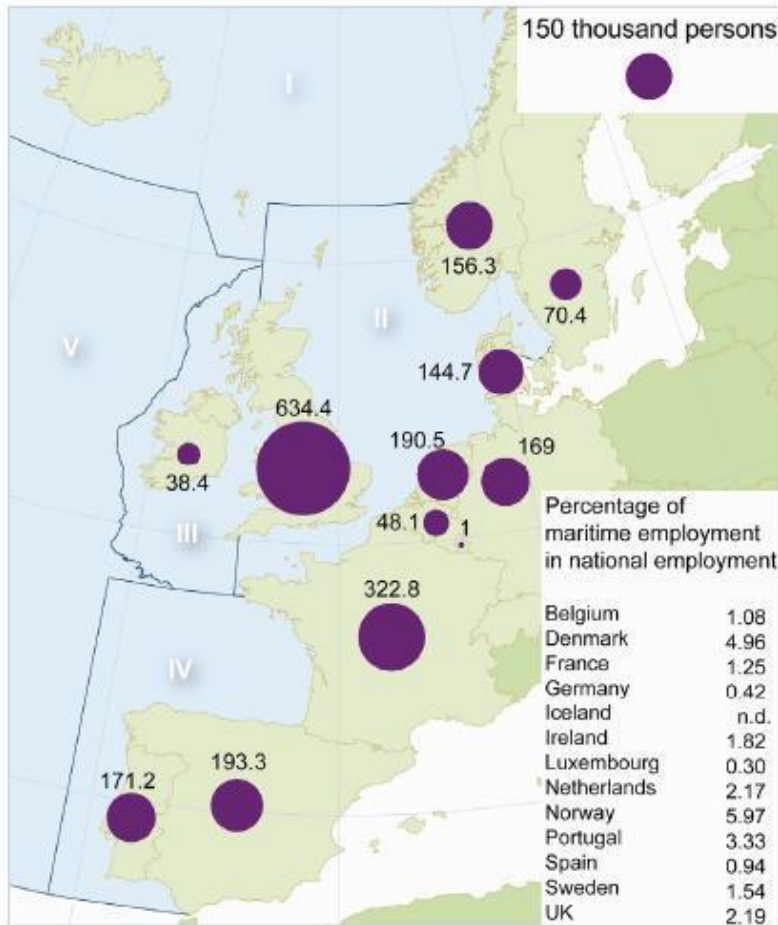 150 thousand persons
I
156.3
70.4
II
V
144.7
634.4
190.5
169
38.4
48.1
1
III
322.8
IV
193.3
171.2
Percentage of
maritime employment
in national employment
Belgium 1.08
Denmark 4.96
France 1.25
Germany 0.42
Iceland n.d.
Ireland 1.82
Luxembourg 0.30
Netherlands 2.17
Norway 5.97
Portugal 3.33
Spain 0.94
Sweden 1.54
UK 2.19